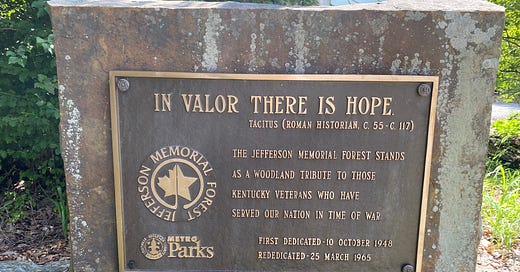 IN VALOR THERE IS HOPE.
TACITUS (ROMAN HISTORIAN, C. 55-C. 117)
THE JEFFERSON MEMORIAL FOREST STANDS
AS A WOODLAND TRIBUTE TO THOSE
KENTUCKY VETERANS WHO HAVE
SERVED OUR NATION IN TIME OF WAR.
JEFFERSON MEMORIAL FOREST
METRO
Parks
FIRST DEDICATED-10 OCTOBER 1948
REDEDICATED-25 MARCH 1965